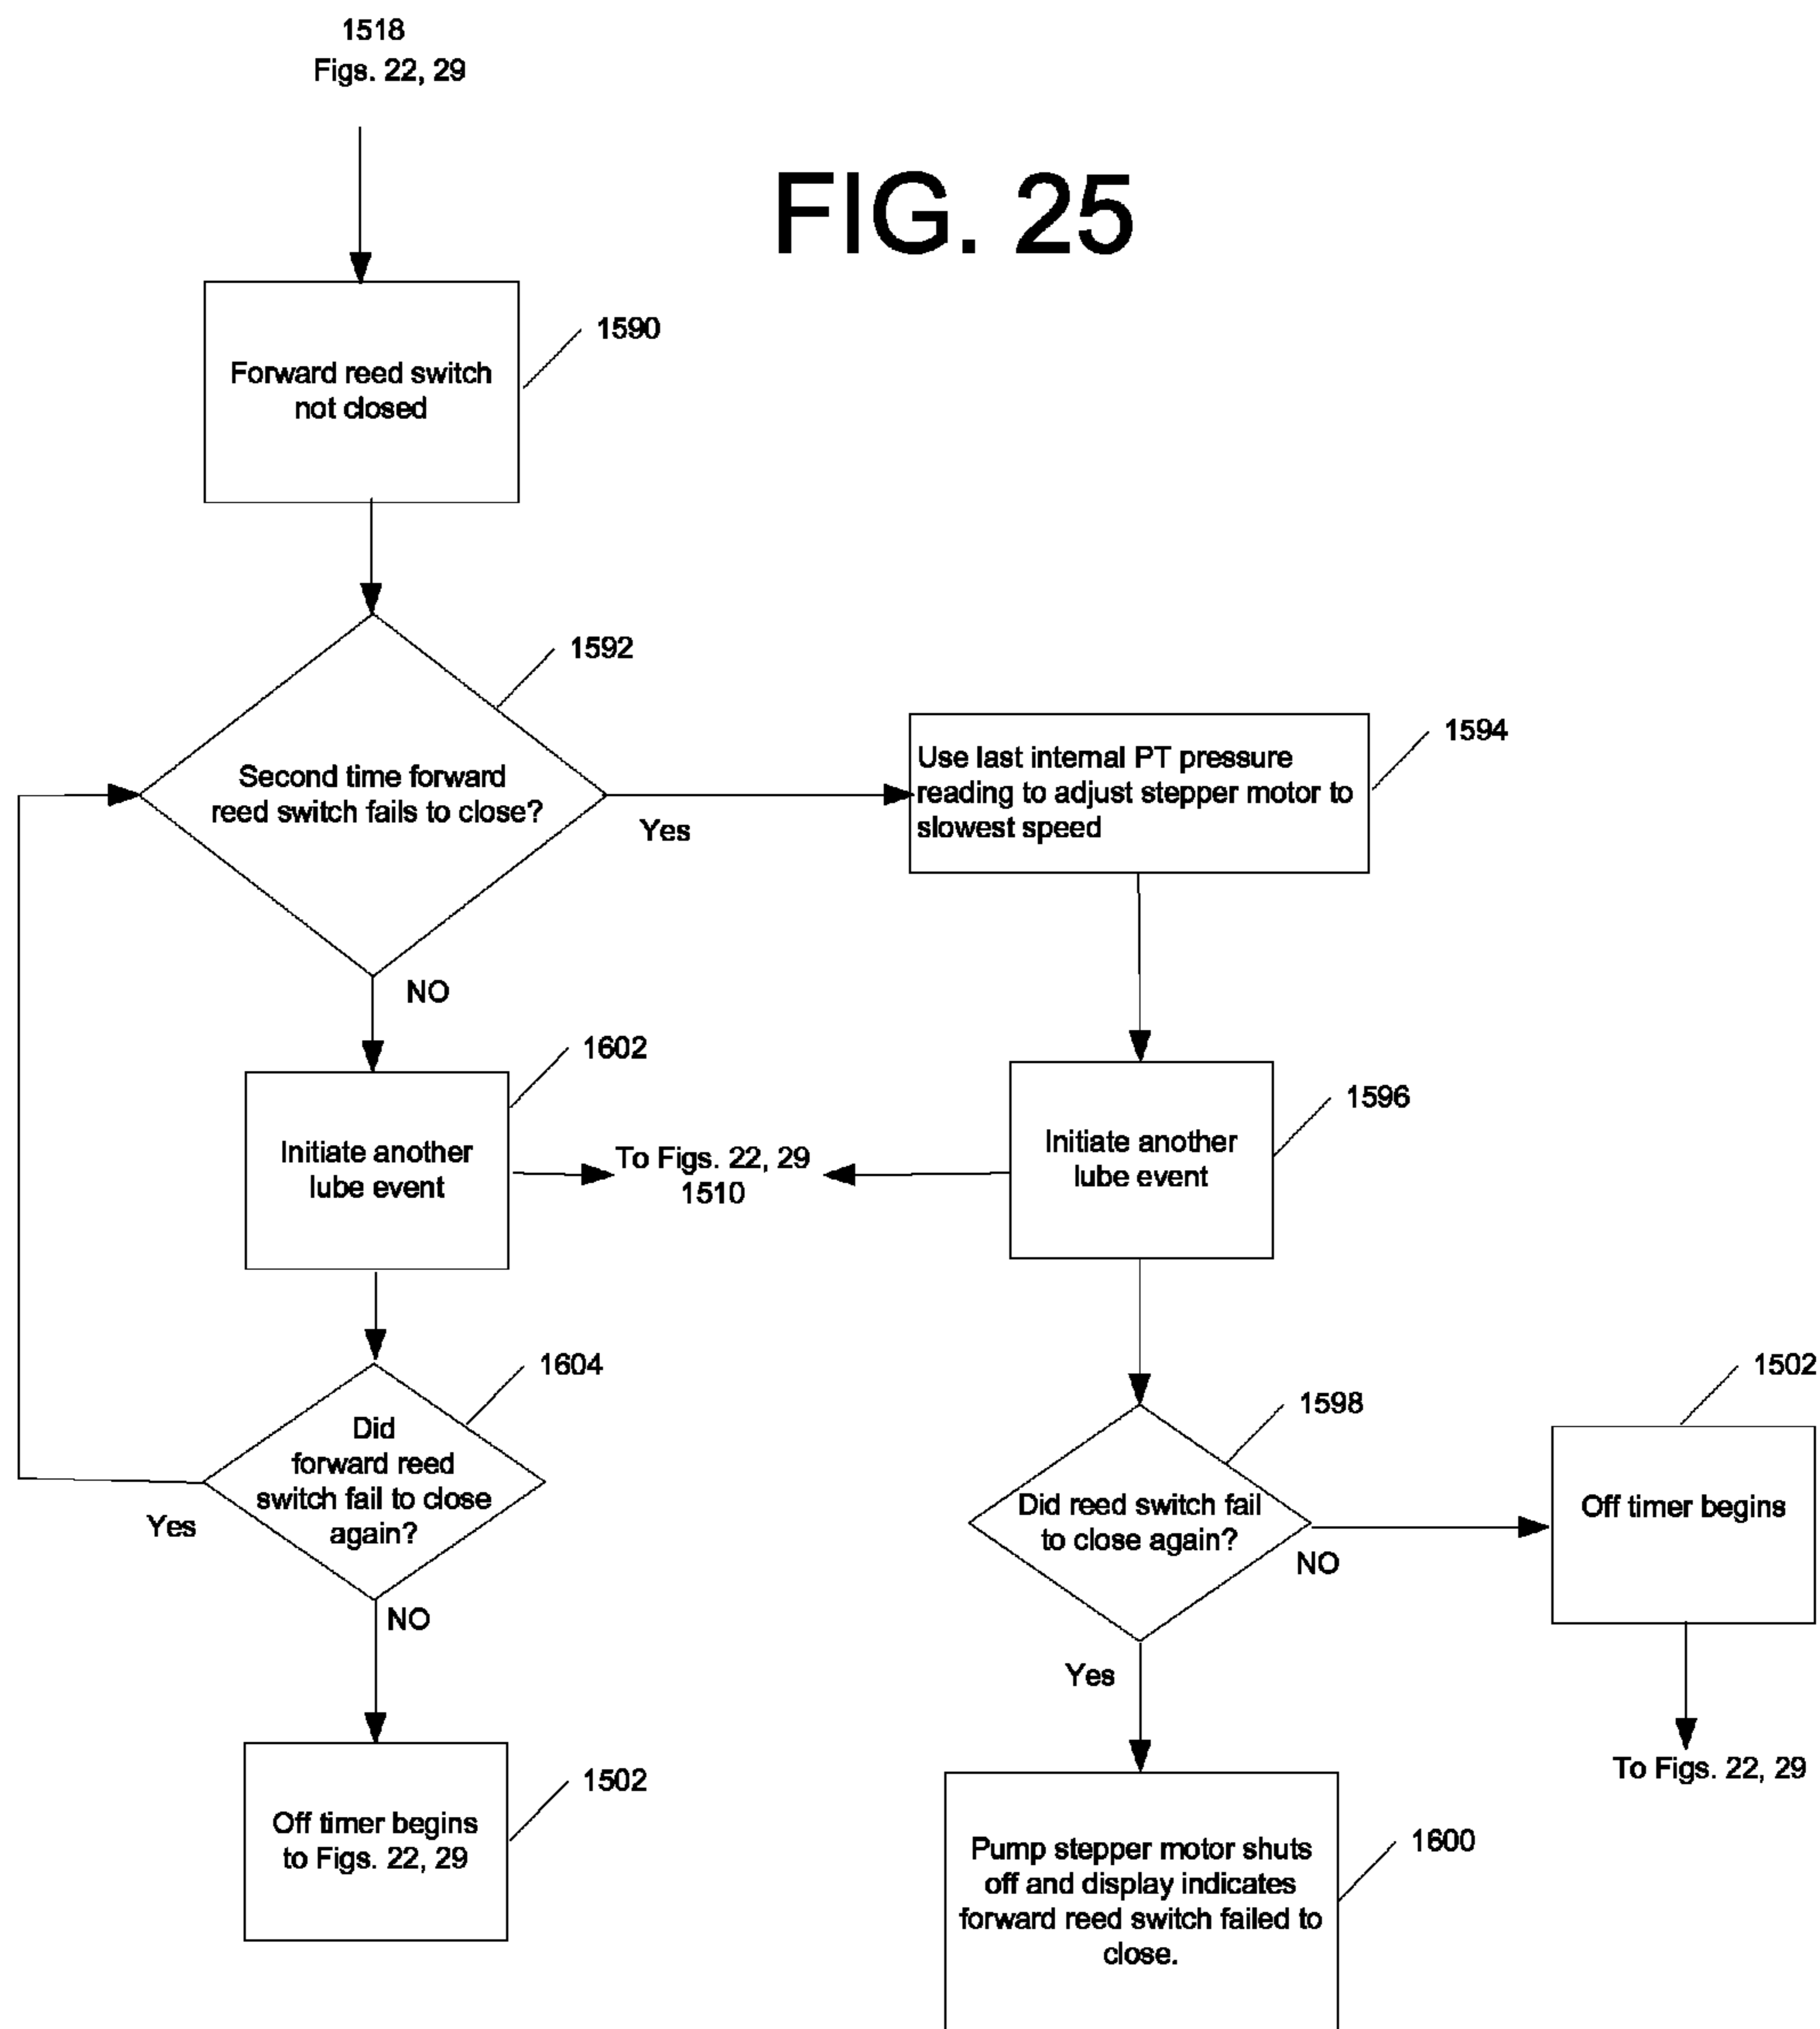 1518
Figs. 22, 29
FIG. 25
1590
Forward reed switch
not closed
1592
Second time forward
reed switch fails to close?
Yes
NO
1594
Use last internal PT pressure
reading to adjust stepper motor to
slowest speed
1602
Initiate another
lube event
To Figs. 22, 29
1510
1596
Initiate another
lube event
1604
Did
forward reed
switch fail to close
again?
Yes
NO
1598
Did reed switch fail
to close again?
NO
Yes
1502
Off timer begins
To Figs. 22, 29
1502
Off timer begins
to Figs. 22, 29
1600
Pump stepper motor shuts
off and display indicates
forward reed switch failed to
close.